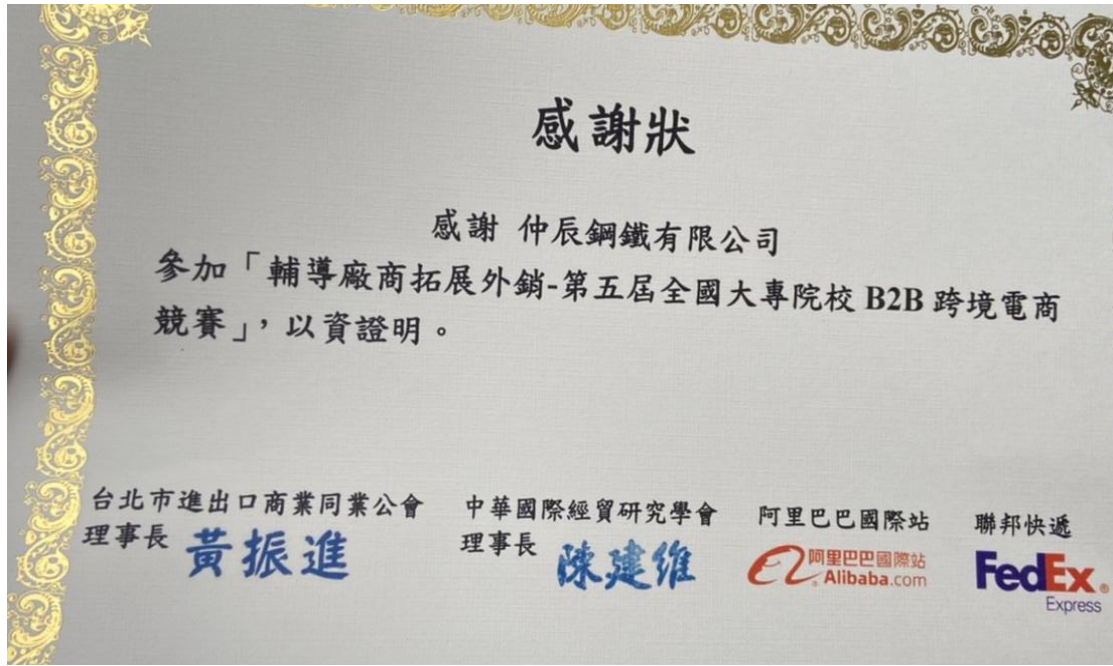 感謝狀
感謝 仲辰鋼鐵有限公司
參加「輔導廠商拓展外銷-第五屆全國大專院校 B2B 跨境電商
競賽」，以資證明。
台北市進出口商業同業公會
理事長 黃振進
中華國際經貿研究學會
理事長 陳建維
阿里巴巴國際站
阿里巴巴國際站
Alibaba.com
聯邦快遞
FedEx®
Express